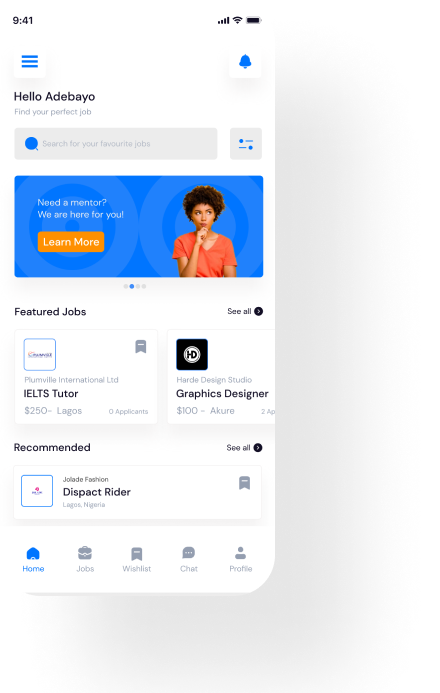 9:41
Hello Adebayo
Find your perfect job
Search for your favourite jobs
Need a mentor?
We are here for you!
Learn More
Featured Jobs
See all
Plumville International Ltd
IELTS Tutor
$250- Lagos
0 Applicants
HD
Harde Design Studio
Graphics Designer
$100 - Akure
2 Ap
Recommended
See all
Jolade Fashion
Dispact Rider
Lagos, Nigeria
Home
Jobs
Wishlist
Chat
Profile